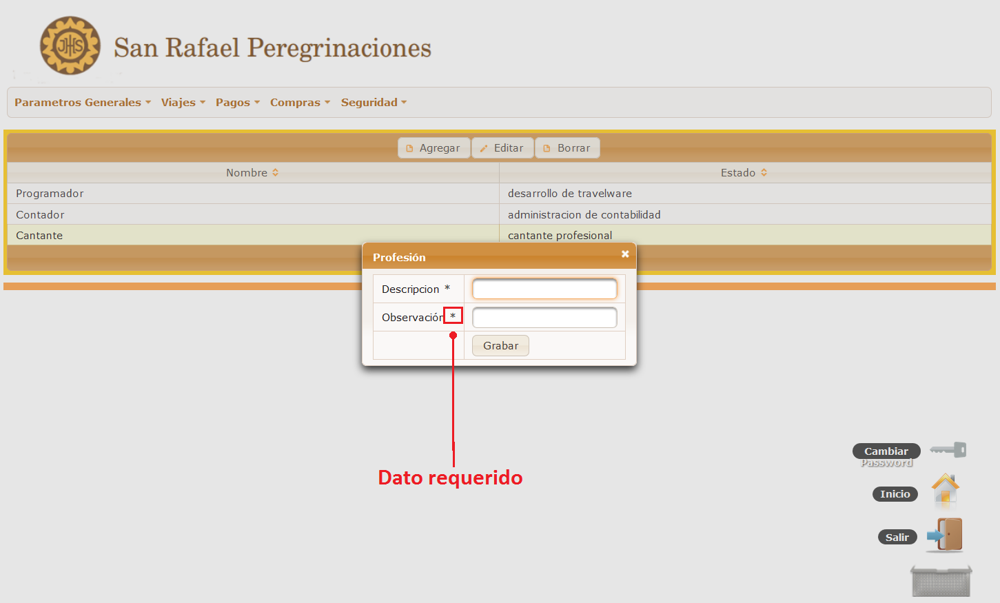 JHS
San Rafael Peregrinaciones
Parametros Generales Viajes Pagos Compras Seguridad
Agregar Editar Borrar
Nombre Estado
Programador desarrollo de travelware
Contador administracion de contabilidad
Cantante cantante profesional
Profesión
Descripcion *
Observación *
Grabar
Dato requerido
Cambiar
Password
Inicio
Salir